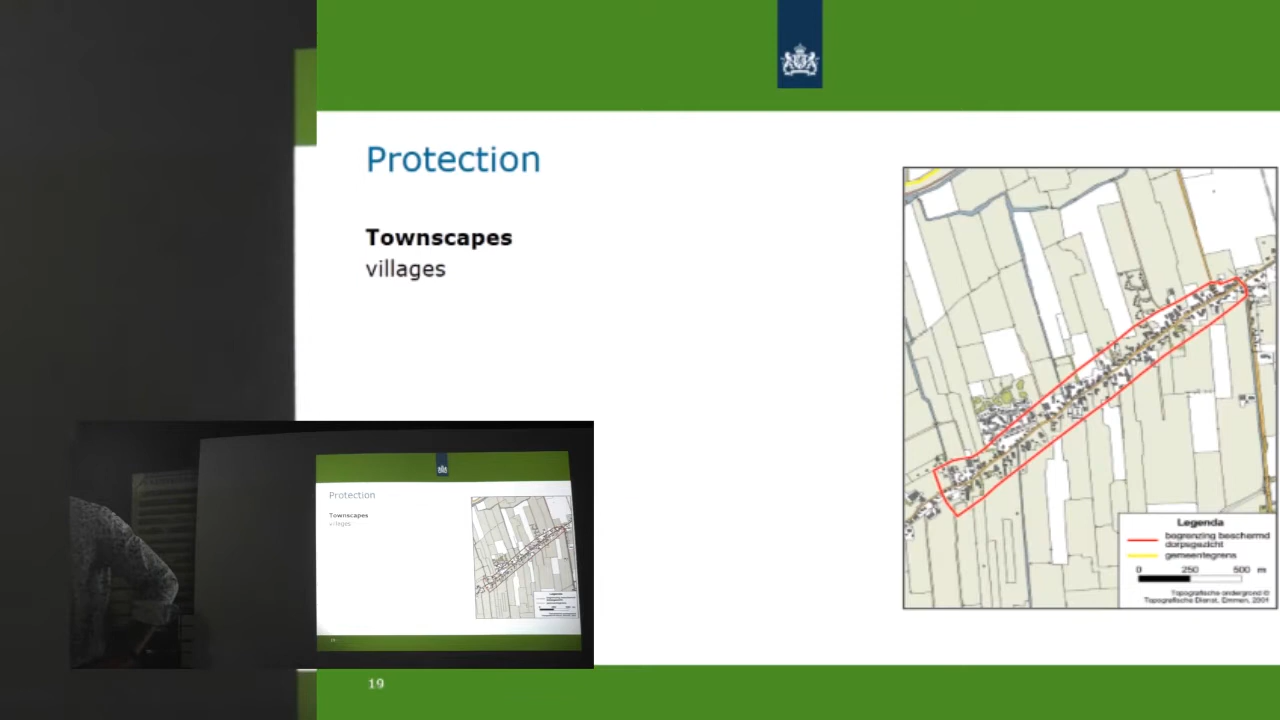 Protection
Townscapes
villages
Legenda
begrenzing beschermd
dorpsgezicht
gemeentegrens
0 250 500 m
Topografische ondergrond ©
Topografische Dienst, Emmen, 2001
19
Protection
Townscapes
villages